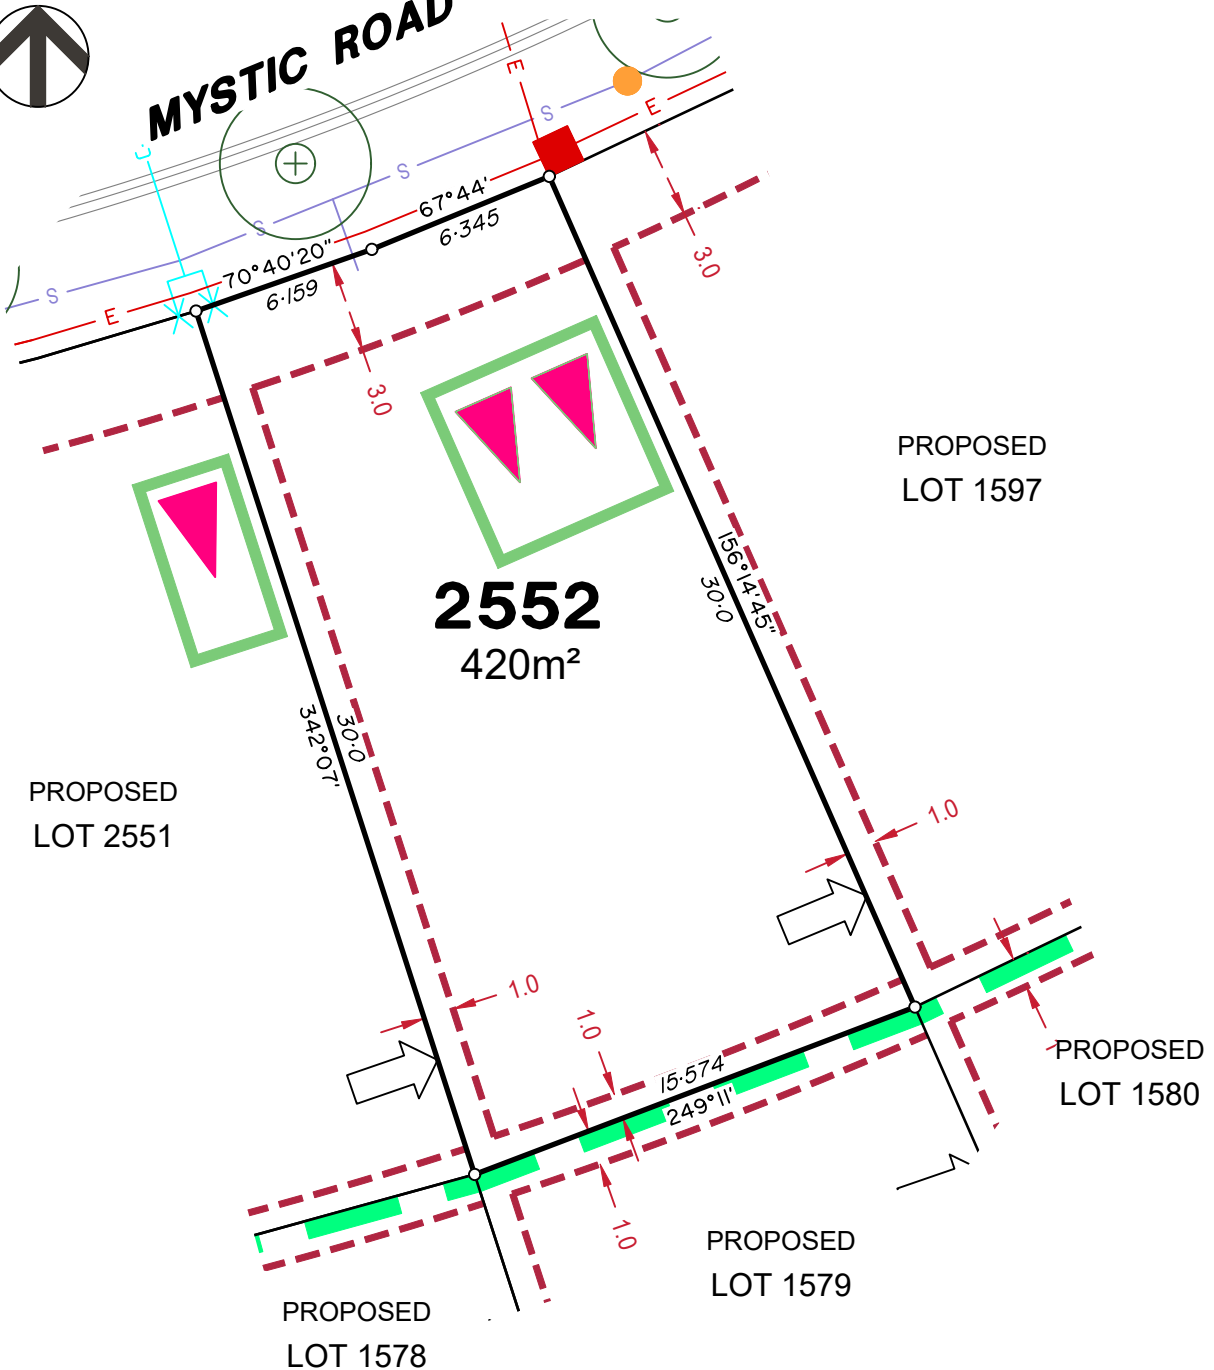 MYSTIC ROAD
E
S
E
S
S
S
E
J
67°44'
6·345
70°40'20"
6·159
3.0
3.0
PROPOSED
LOT 1597
156°14'45"
30·0
2552
420m²
342°07'
30·0
PROPOSED
LOT 2551
1.0
1.0
1.0
15·574
249°11'
PROPOSED
LOT 1580
1.0
PROPOSED
LOT 1579
PROPOSED
LOT 1578